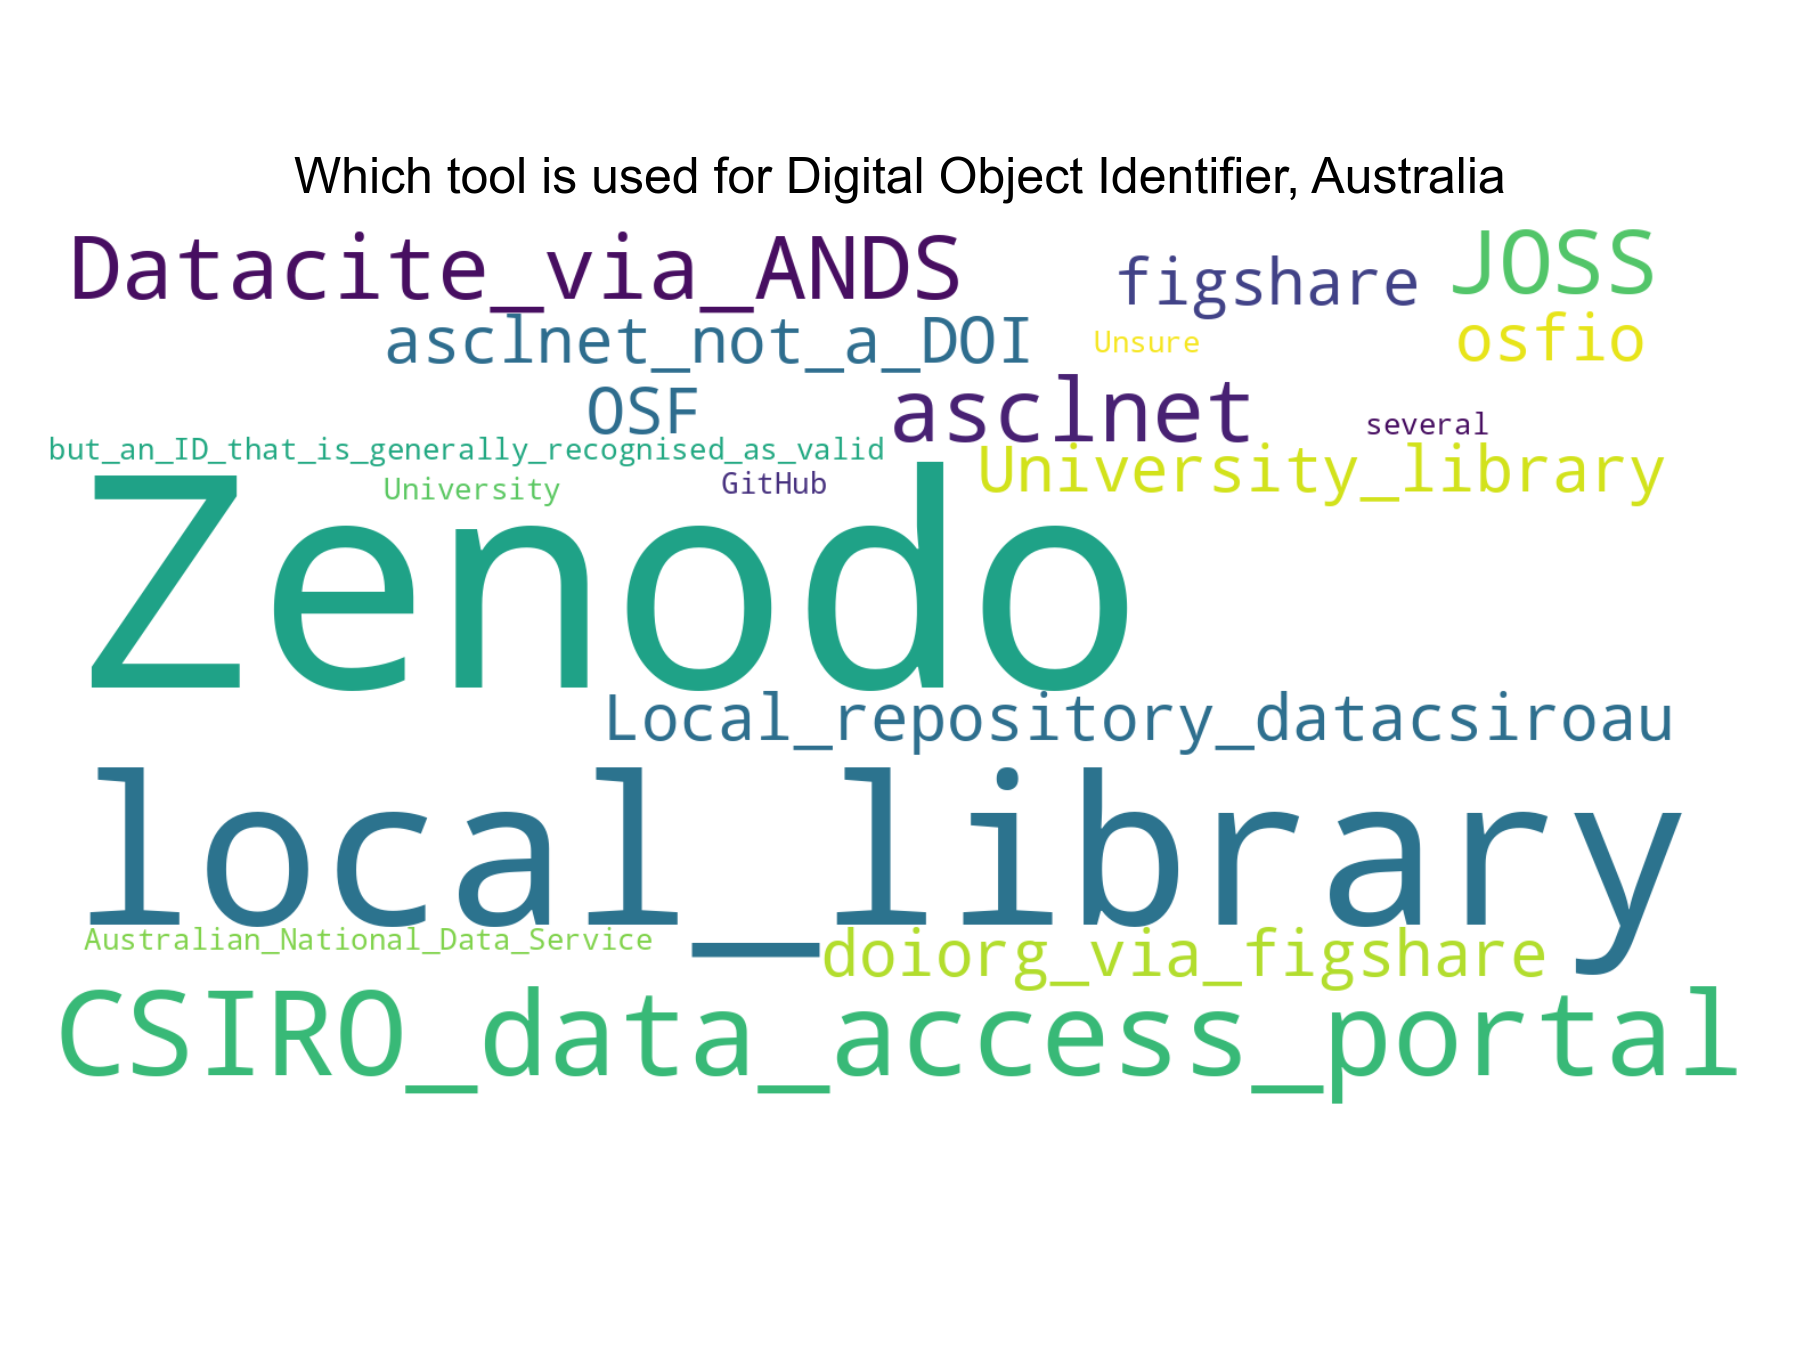 Which tool is used for Digital Object Identifier, Australia
Datacite_via_ANDS
figshare
JOSS
asclnet_not_a_DOI
Unsure
osfio
OSF
asclnet
several
but_an_ID_that_is_generally_recognised_as_valid
University_library
University
GitHub
Zenodo
Local_repository_datacsiroau
local_library
Australian_National_Data_Service
doiorg_via_figshare
CSIRO_data_access_portal